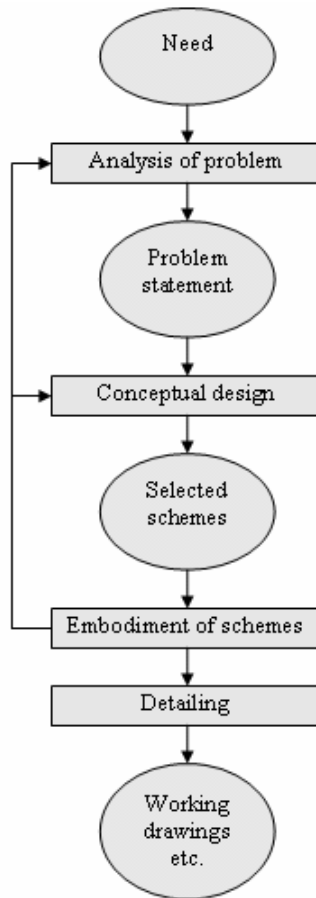 Need
Analysis of problem
Problem
statement
Conceptual design
Selected
schemes
Embodiment of schemes
Detailing
Working
drawings
etc.